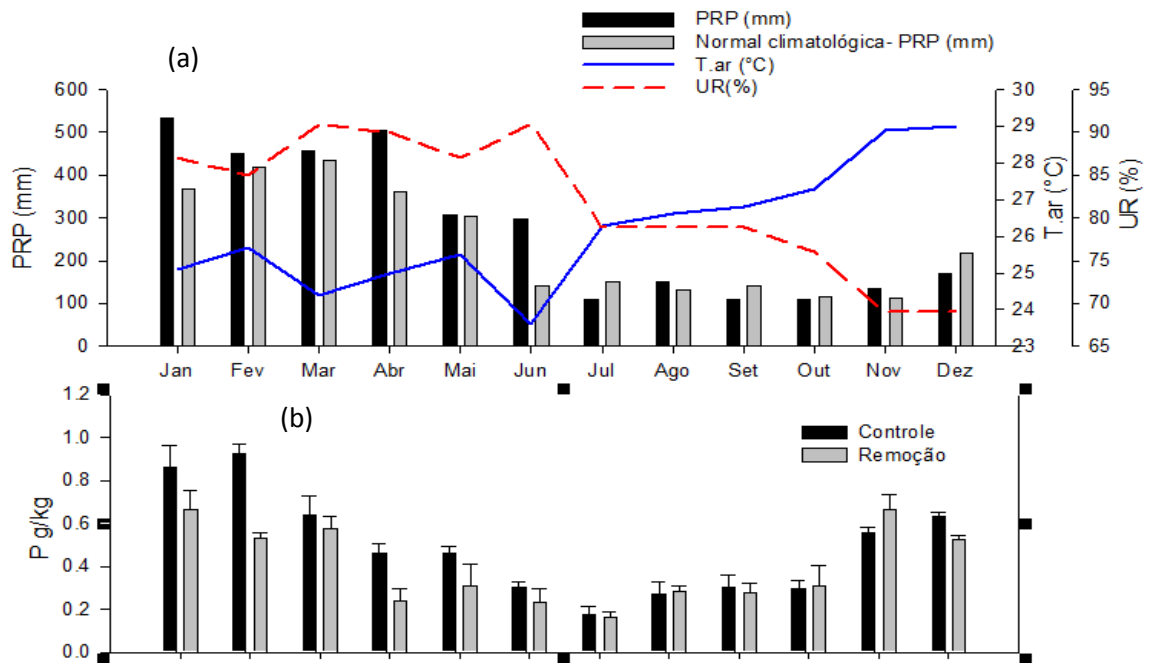 PRP (mm)
Normal climatológica- PRP (mm)
T.ar (°C)
UR(%)
(a)
600
500
400
300
200
100
0
PRP (mm)
30
29
28
27
26
25
24
23
T.ar (°C)
95
90
85
80
75
70
65
UR (%)
Jan Fev Mar Abr Mai Jun Jul Ago Set Out Nov Dez
(b)
Controle
Remoção
1.2
1.0
0.8
0.6
0.4
0.2
0.0
P g/kg